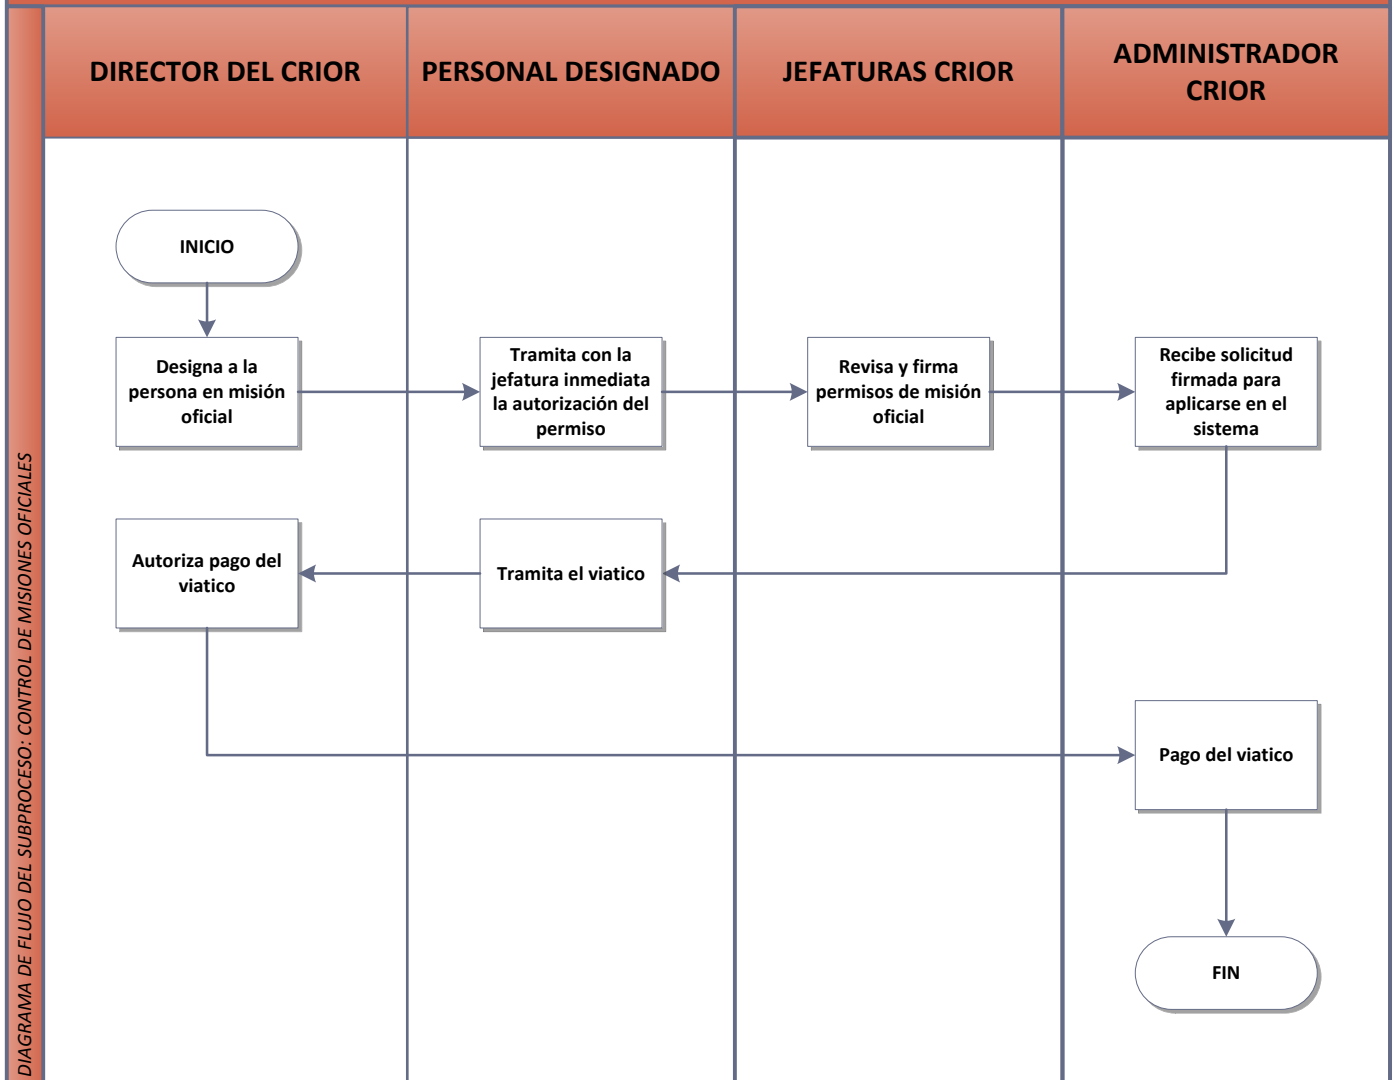 DIRECTOR DEL CRIOR
PERSONAL DESIGNADO
JEFATURAS CRIOR
ADMINISTRADOR
CRIOR
DIAGRAMA DE FLUJO DEL SUBPROCESO: CONTROL DE MISIONES OFICIALES
INICIO
Designa a la
persona en misión
oficial
Tramita con la
jefatura inmediata
la autorización del
permiso
Revisa y firma
permisos de misión
oficial
Recibe solicitud
firmada para
aplicarse en el
sistema
Autoriza pago del
viatico
Tramita el viatico
Pago del viatico
FIN